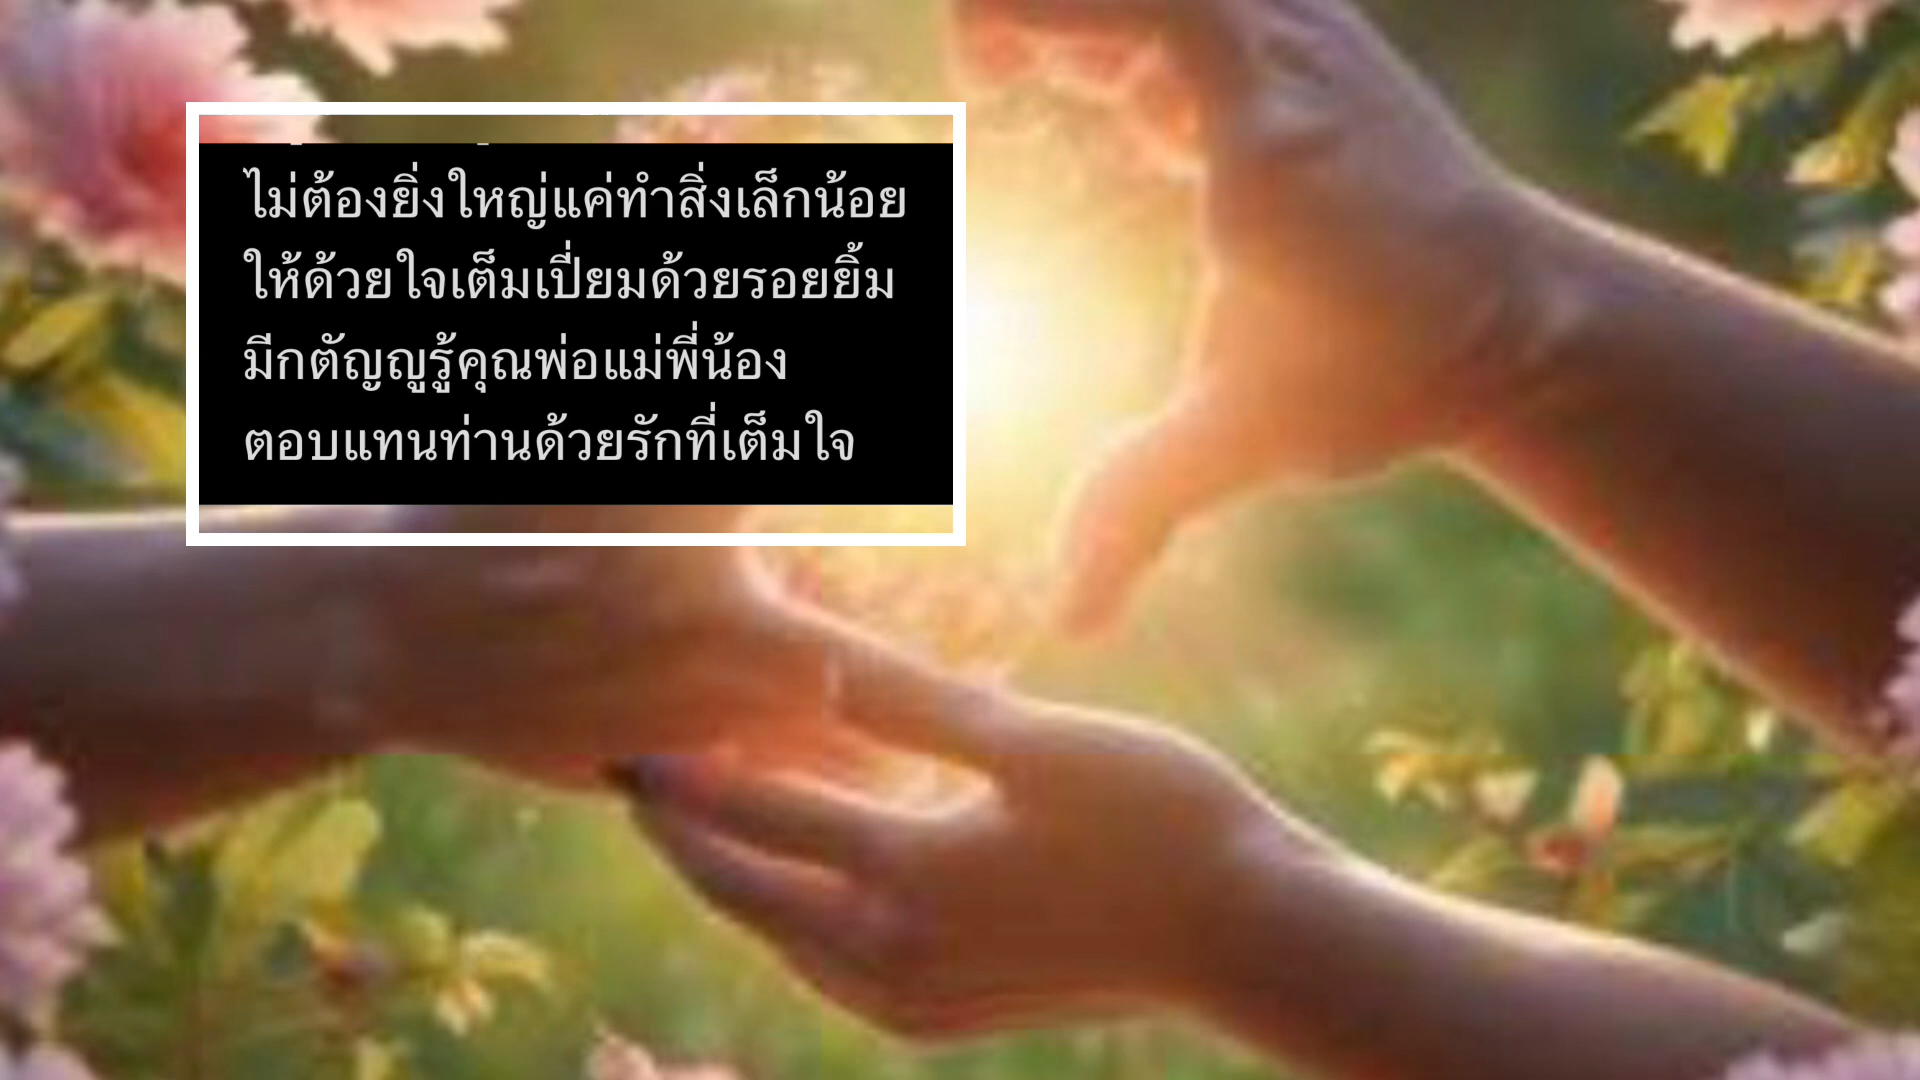 ไม่ต้องยิ่งใหญ่แค่ทำสิ่งเล็กน้อย
ให้ด้วยใจเต็มเปี่ยมด้วยรอยยิ้ม
มีกตัญญูรู้คุณพ่อแม่พี่น้อง
ตอบแทนท่านด้วยรักที่เต็มใจ